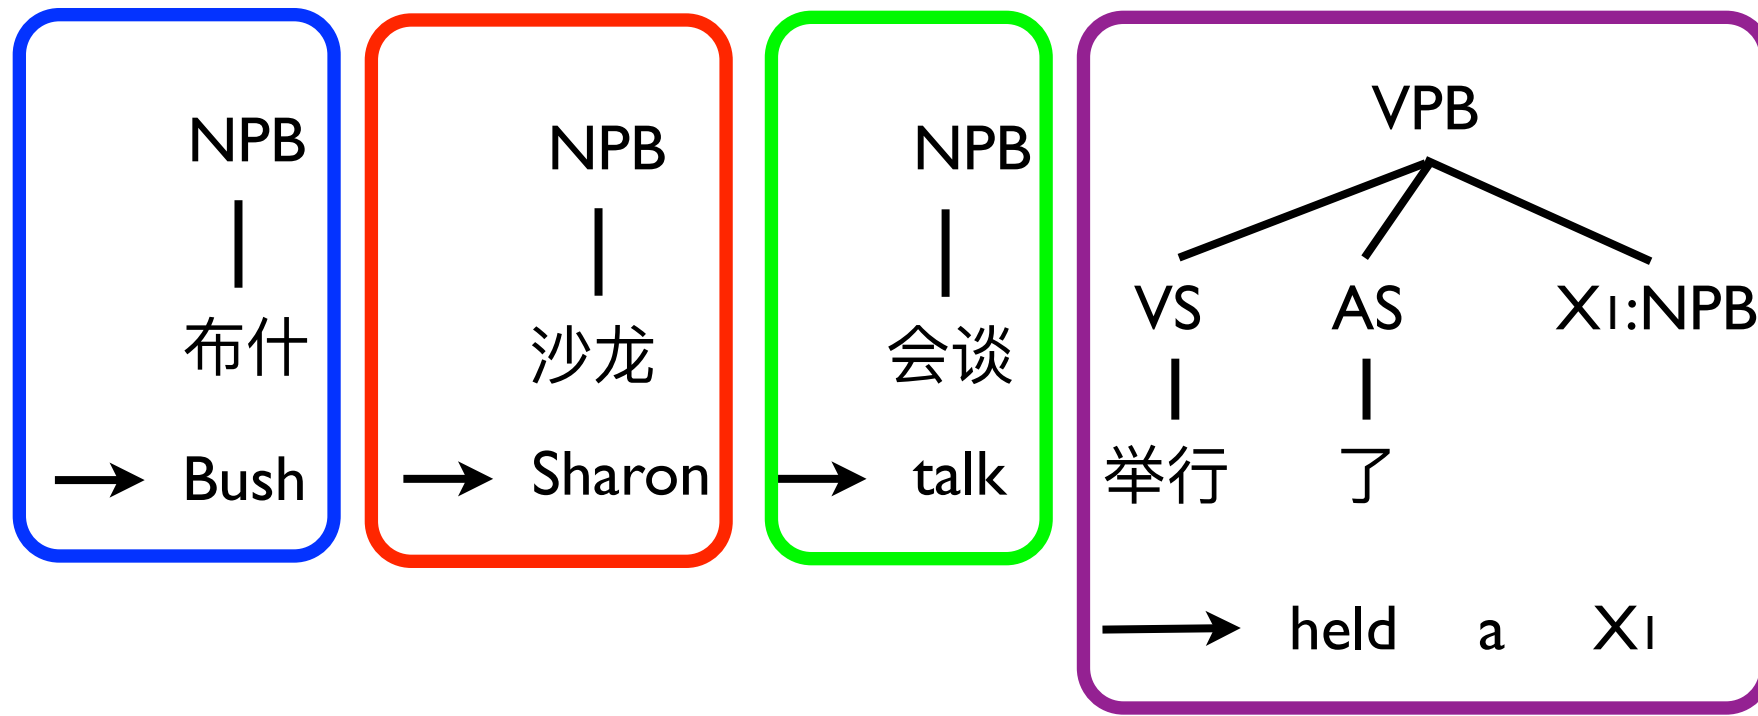 NPB
布什
Bush
NPB
沙龙
Sharon
NPB
会谈
talk
VPB
VS AS X1:NPB
举行 了
held a X1